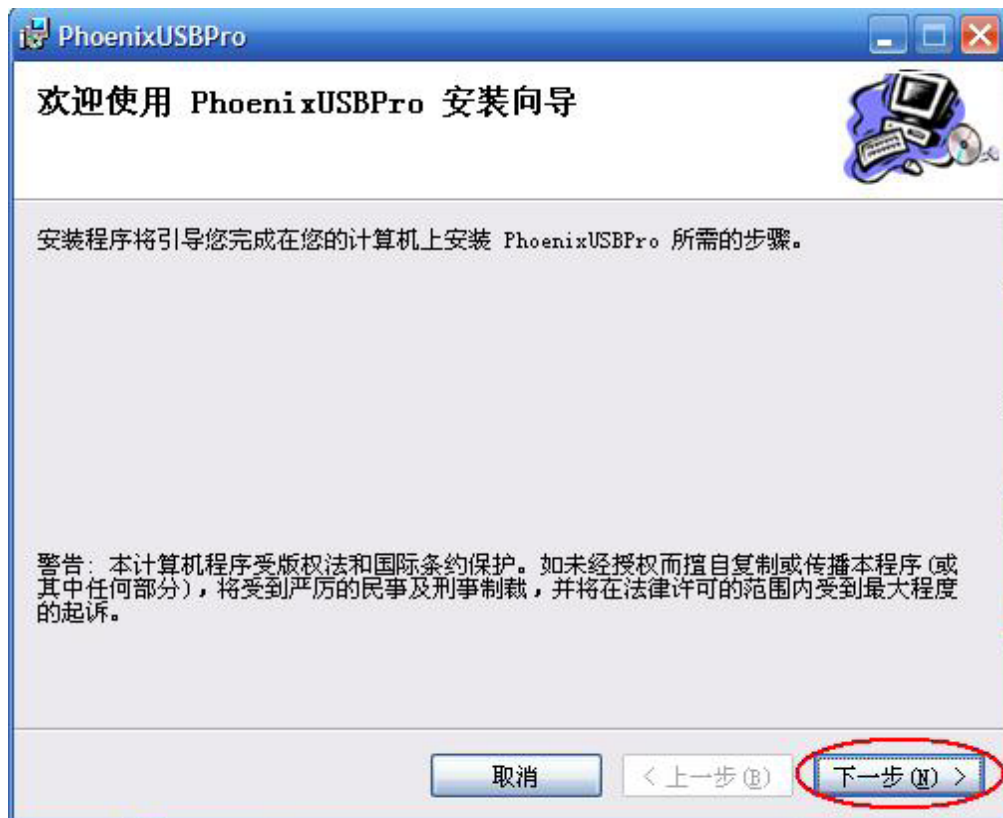 PhoenixUSBPro
欢迎使用 PhoenixUSBPro 安装向导
安装程序将引导您完成在您的计算机上安装 PhoenixUSBPro 所需的步骤。
警告: 本计算机程序受版权法和国际条约保护。如未经授权而擅自复制或传播本程序(或
其中任何部分), 将受到严厉的民事及刑事制裁, 并将在法律许可的范围内受到最大程度
的起诉。
取消
< 上一步(B)
下一步(N) >